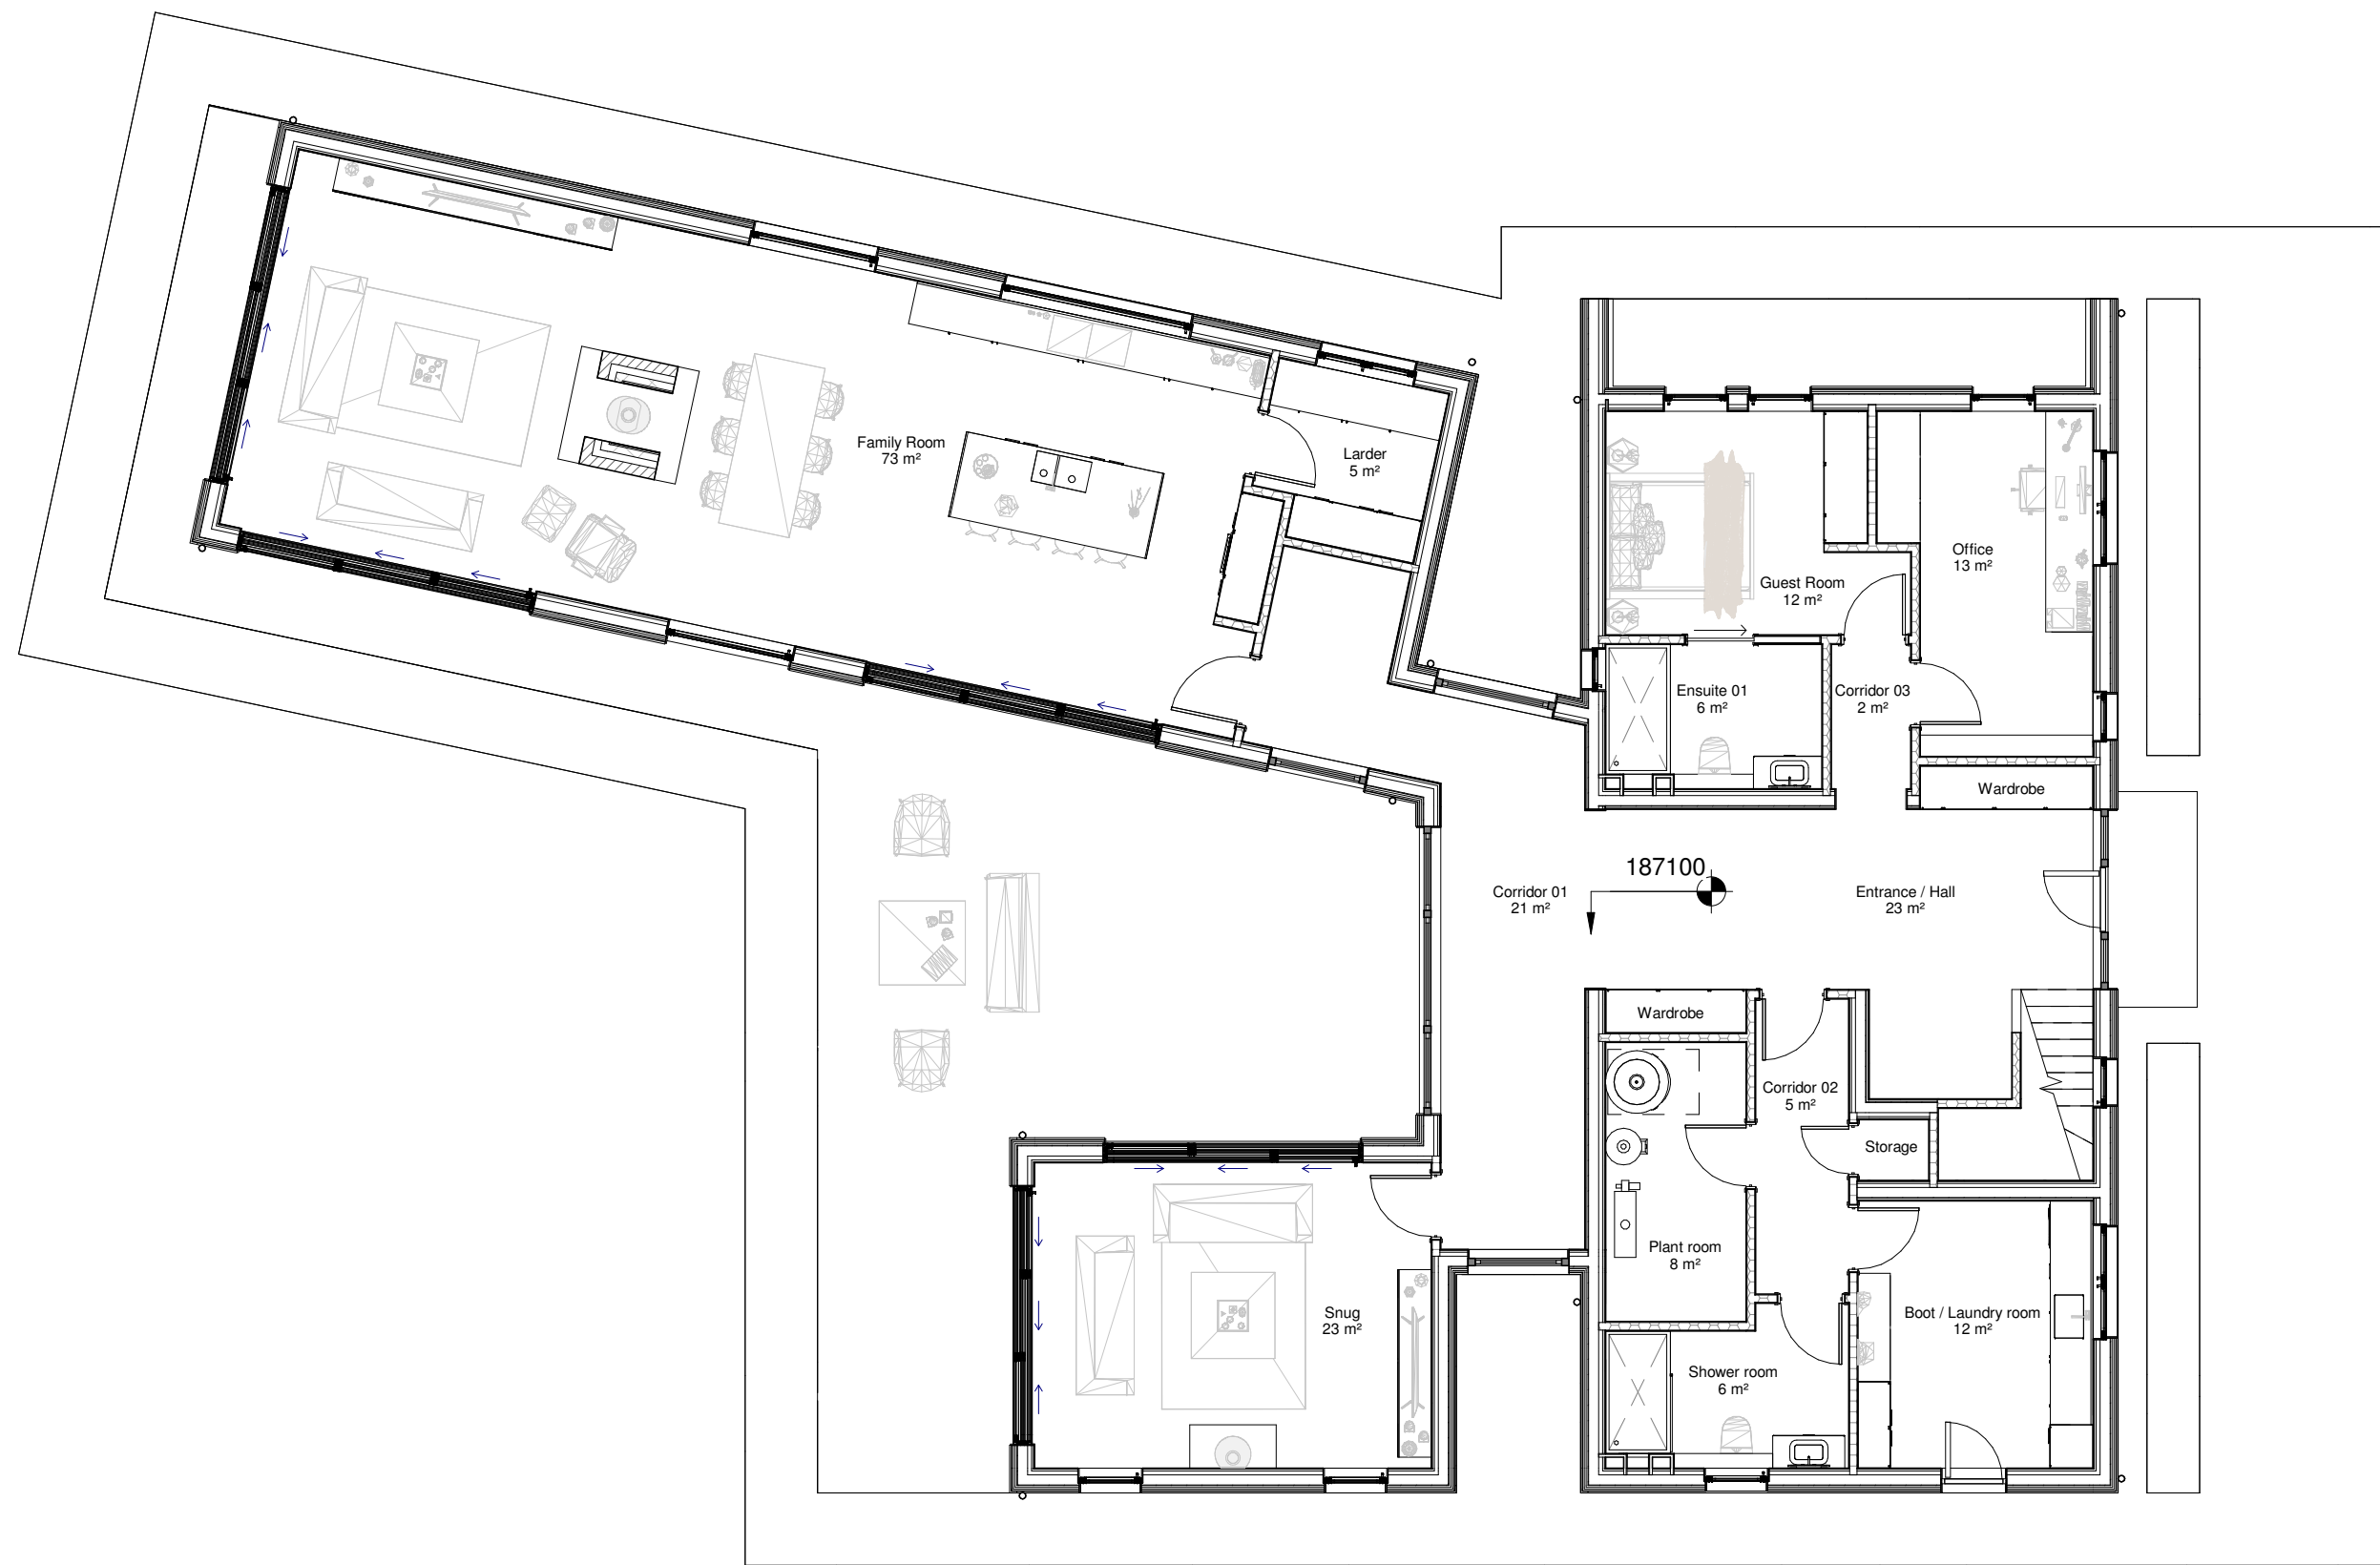 Family Room
73 m²
Larder
5 m²
Office
13 m²
Guest Room
12 m²
Ensuite 01
6 m²
Corridor 03
2 m²
Wardrobe
187100
Corridor 01
21 m²
Entrance / Hall
23 m²
Wardrobe
Corridor 02
5 m²
Storage
Plant room
8 m²
Snug
23 m²
Boot / Laundry room
12 m²
Shower room
6 m²